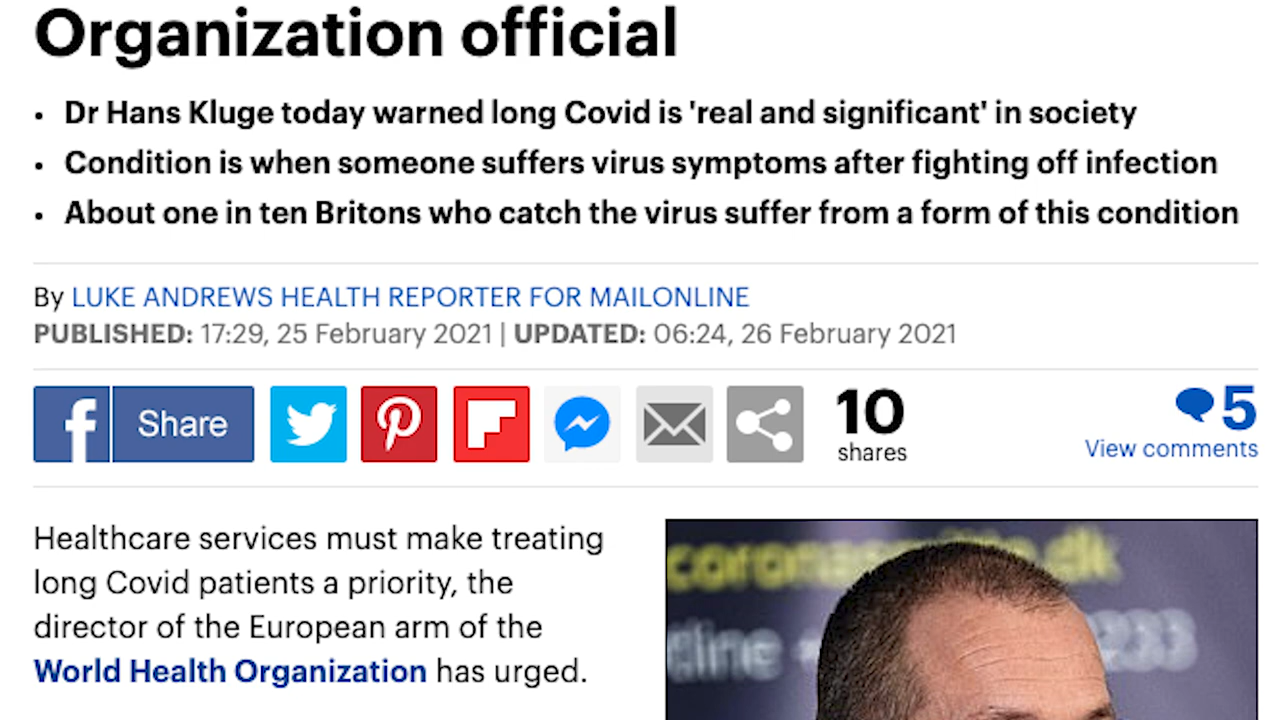 Organization official
• Dr Hans Kluge today warned long Covid is 'real and significant' in society
• Condition is when someone suffers virus symptoms after fighting off infection
• About one in ten Britons who catch the virus suffer from a form of this condition
By LUKE ANDREWS HEALTH REPORTER FOR MAILONLINE
PUBLISHED: 17:29, 25 February 2021 | UPDATED: 06:24, 26 February 2021
f Share
10
shares
5
View comments
Healthcare services must make treating
long Covid patients a priority, the
director of the European arm of the
World Health Organization has urged.